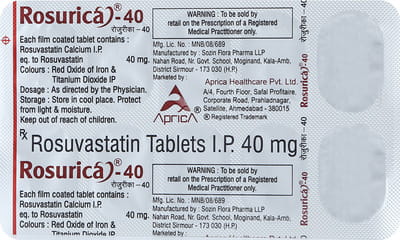 Rosurica®-40
रोजुरीका-40
Each film coated tablet contains :
Rosuvastatin Calcium I.P.
eq. to Rosuvastatin 40 mg.
Colours : Red Oxide of Iron &
Titanium Dioxide IP
Dosage : As directed by the Physician.
Storage : Store in cool place. Protect
from light & moisture.
Keep out of reach of children.
WARNING : To be sold by
retail on the Prescription of a Registered
Medical Practitioner only.
Mfg. Lic. No. : MNB/08/689
Manufactured by : Sozin Flora Pharma LLP
Nahan Road, Nr. Govt. School, Moginand, Kala-Amb,
District Sirmour - 173 030 (H.P)
Marketed by :
Aprica Healthcare Pvt. Ltd.
A/4, Fourth Floor, Safal Profitaire,
Corporate Road, Prahladnagar,
Satellite, Ahmedabad - 380015
® Registered Trademark
APRICA®
Rx Rosuvastatin Tablets I.P. 40 mg
Rosurica®-40
रोजुरीका-40
Each film coated tablet contains :
Rosuvastatin Calcium I.P.
eq. to Rosuvastatin 40 mg.
Colours : Red Oxide of Iron &
Titanium Dioxide IP
WARNING : To be sold by
retail on the Prescription of a Registered
Medical Practitioner only.
Mfg. Lic. No. : MNB/08/689
Manufactured by : Sozin Flora Pharma LLP
Nahan Road, Nr. Govt. School, Moginand, Kala-Amb,
District Sirmour - 173 030 (H.P)
Marketed by :